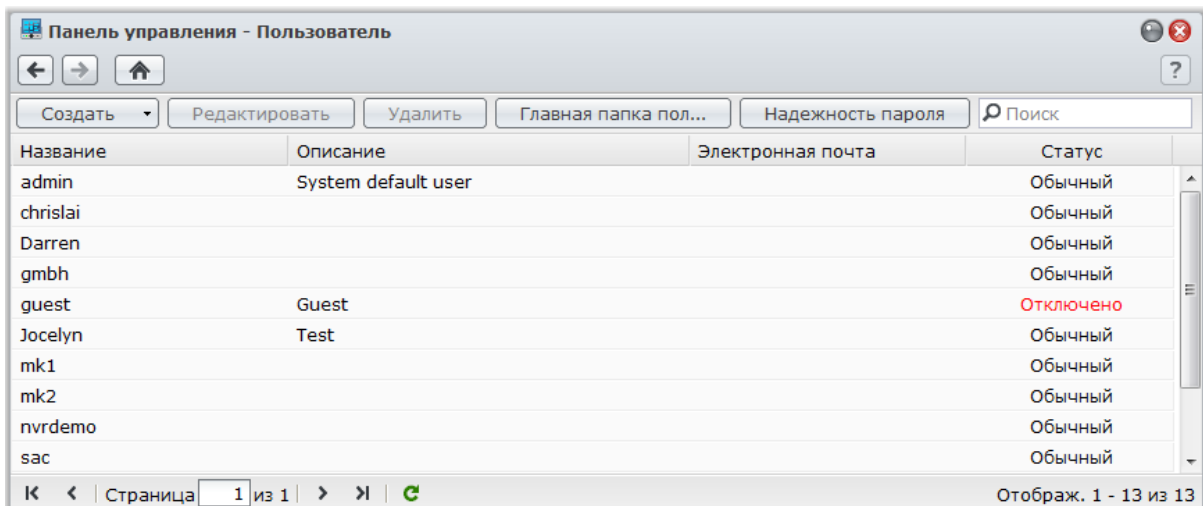 Панель управления - Пользователь
?
Создать Редактировать Удалить Главная папка пол... Надежность пароля Поиск
Название Описание Электронная почта Статус
admin System default user Обычный
chrislai Обычный
Darren Обычный
gmbh Обычный
guest Guest Отключено
Jocelyn Test Обычный
mk1 Обычный
mk2 Обычный
nvrdemo Обычный
sac Обычный
Страница 1 из 1 Отображ. 1 - 13 из 13